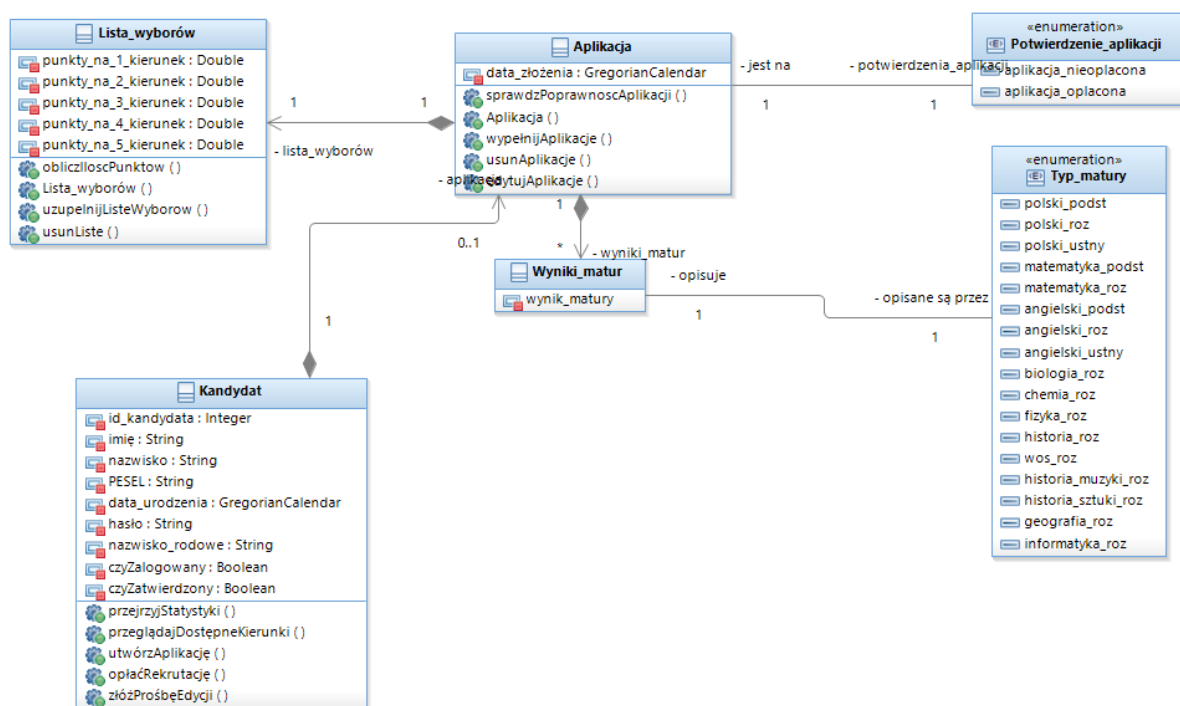 Lista_wyborów
punkty_na_1_kierunek : Double
punkty_na_2_kierunek : Double
punkty_na_3_kierunek : Double
punkty_na_4_kierunek : Double
punkty_na_5_kierunek : Double
obliczIloscPunktow ( )
Lista_wyborów ( )
uzupelnijListeWyborow ( )
usunListe ( )
1
1
- lista_wyborów
Aplikacja
data_złożenia : GregorianCalendar
sprawdzPoprawnoscAplikacji ( )
Aplikacja ( )
wypełnijAplikacje ( )
usunAplikacje ( )
edytujAplikacje ( )
- aplikacja
- jest na
- potwierdzenia_aplikacji
1
1
«enumeration»
Potwierdzenie_aplikacji
aplikacja_nieoplacona
aplikacja_oplacona
0..1
1
1
*
- wyniki_matur
Wyniki_matur
wynik_matury
- opisuje
- opisane są przez
1
1
«enumeration»
Typ_matury
polski_podst
polski_roz
polski_ustny
matematyka_podst
matematyka_roz
angielski_podst
angielski_roz
angielski_ustny
biologia_roz
chemia_roz
fizyka_roz
historia_roz
wos_roz
historia_muzyki_roz
historia_sztuki_roz
geografia_roz
informatyka_roz
Kandydat
id_kandydata : Integer
imię : String
nazwisko : String
PESEL : String
data_urodzenia : GregorianCalendar
hasło : String
nazwisko_rodowe : String
czyZalogowany : Boolean
czyZatwierdzony : Boolean
przejrzyjStatystyki ( )
przeglądajDostępneKierunki ( )
utwórzAplikację ( )
opłaćRekrutację ( )
złóżProśbęEdycji ( )